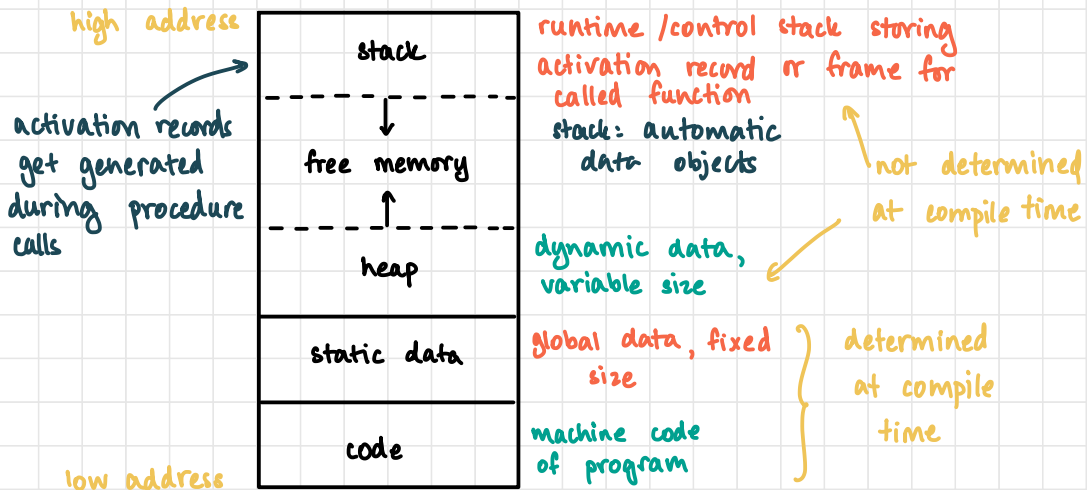 high address
stack
runtime /control stack storing
activation record or frame for
called function
activation records
get generated
during procedure
calls
stack: automatic
data objects
free memory
not determined
at compile time
heap
dynamic data,
variable size
static data
global data, fixed
size
determined
at compile
time
code
machine code
of program
low address